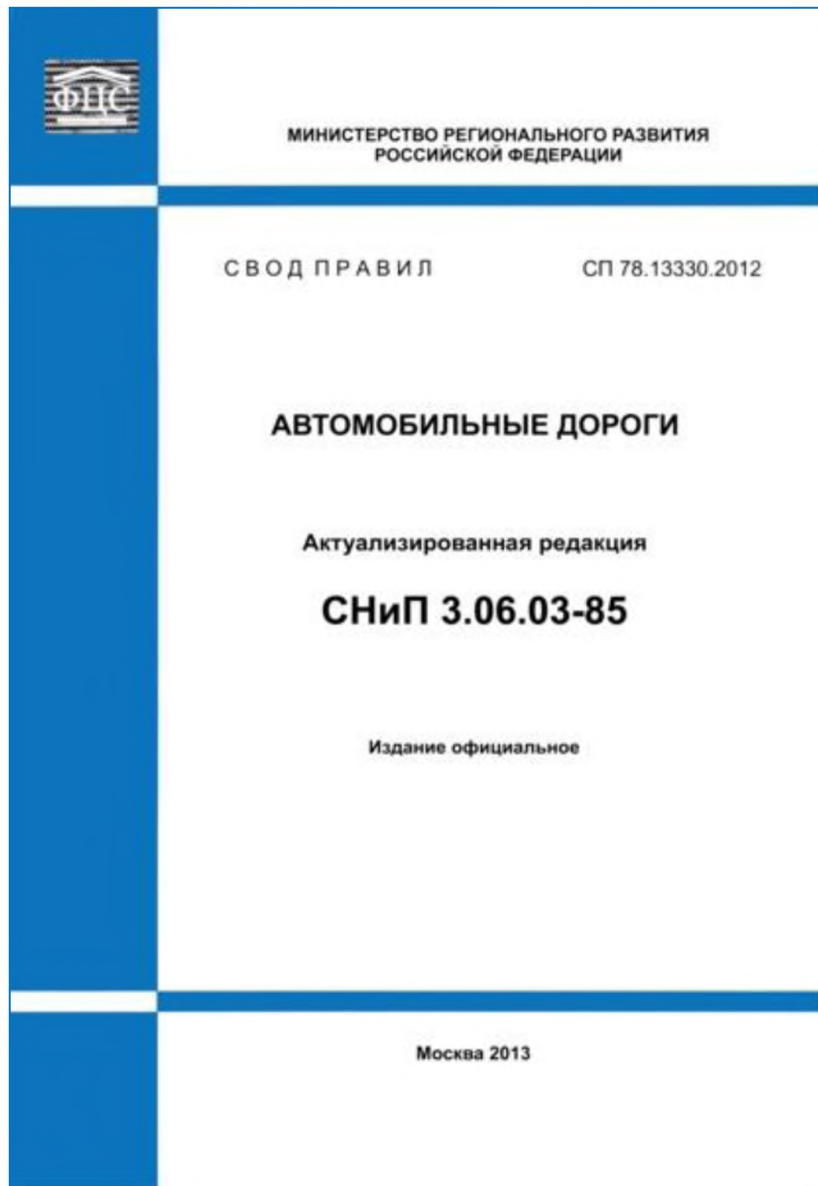 ФЦС
МИНИСТЕРСТВО РЕГИОНАЛЬНОГО РАЗВИТИЯ
РОССИЙСКОЙ ФЕДЕРАЦИИ
СВОД ПРАВИЛ СП 78.13330.2012
АВТОМОБИЛЬНЫЕ ДОРОГИ
Актуализированная редакция
СНиП 3.06.03-85
Издание официальное
Москва 2013